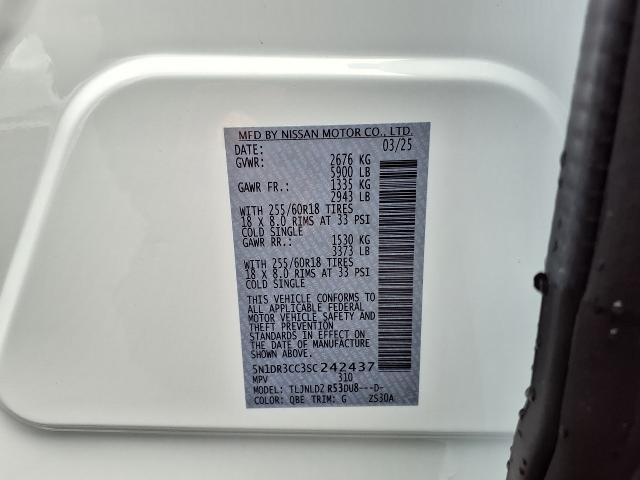 MFD BY NISSAN MOTOR CO., LTD.
DATE: 03/25
GVWR: 2676 KG
5900 LB
GAWR FR.: 1335 KG
2943 LB
WITH 255/60R18 TIRES
18 X 8.0 RIMS AT 33 PSI
COLD SINGLE
GAWR RR.: 1530 KG
3373 LB
WITH 255/60R18 TIRES
18 X 8.0 RIMS AT 33 PSI
COLD SINGLE
THIS VEHICLE CONFORMS TO
ALL APPLICABLE FEDERAL
MOTOR VEHICLE SAFETY AND
THEFT PREVENTION
STANDARDS IN EFFECT ON
THE DATE OF MANUFACTURE
SHOWN ABOVE.
5N1DR3CC3SC242437
MPV 310
MODEL: TLJNLDZ R53DU8---D-
COLOR: QBE TRIM: G ZS30A